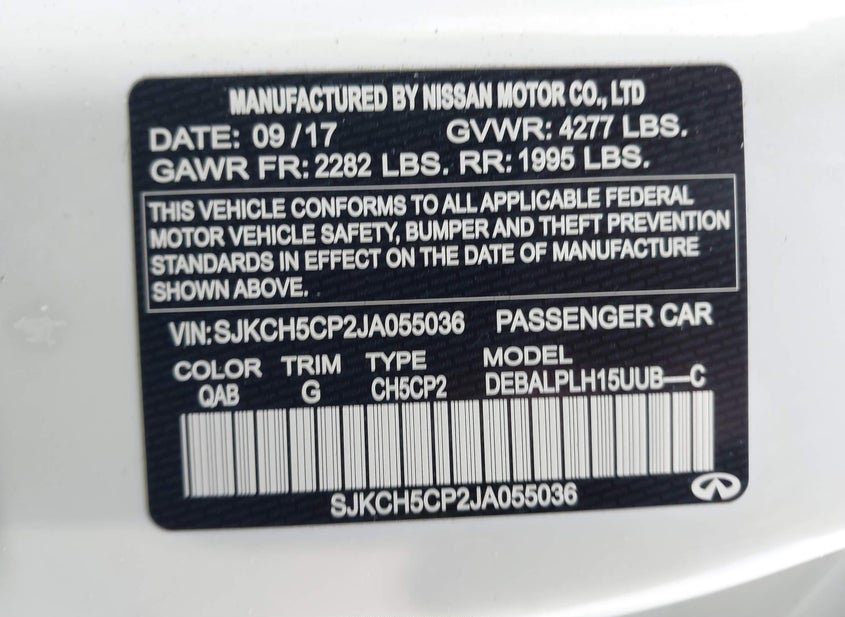 MANUFACTURED BY NISSAN MOTOR CO., LTD
DATE: 09/17 GVWR: 4277 LBS.
GAWR FR: 2282 LBS. RR: 1995 LBS.
THIS VEHICLE CONFORMS TO ALL APPLICABLE FEDERAL
MOTOR VEHICLE SAFETY, BUMPER AND THEFT PREVENTION
STANDARDS IN EFFECT ON THE DATE OF MANUFACTURE
SHOWN ABOVE.
VIN: SJKCH5CP2JA055036 PASSENGER CAR
COLOR TRIM TYPE MODEL
QAB G CH5CP2 DEBALPLH15UUB—C
SJKCH5CP2JA055036